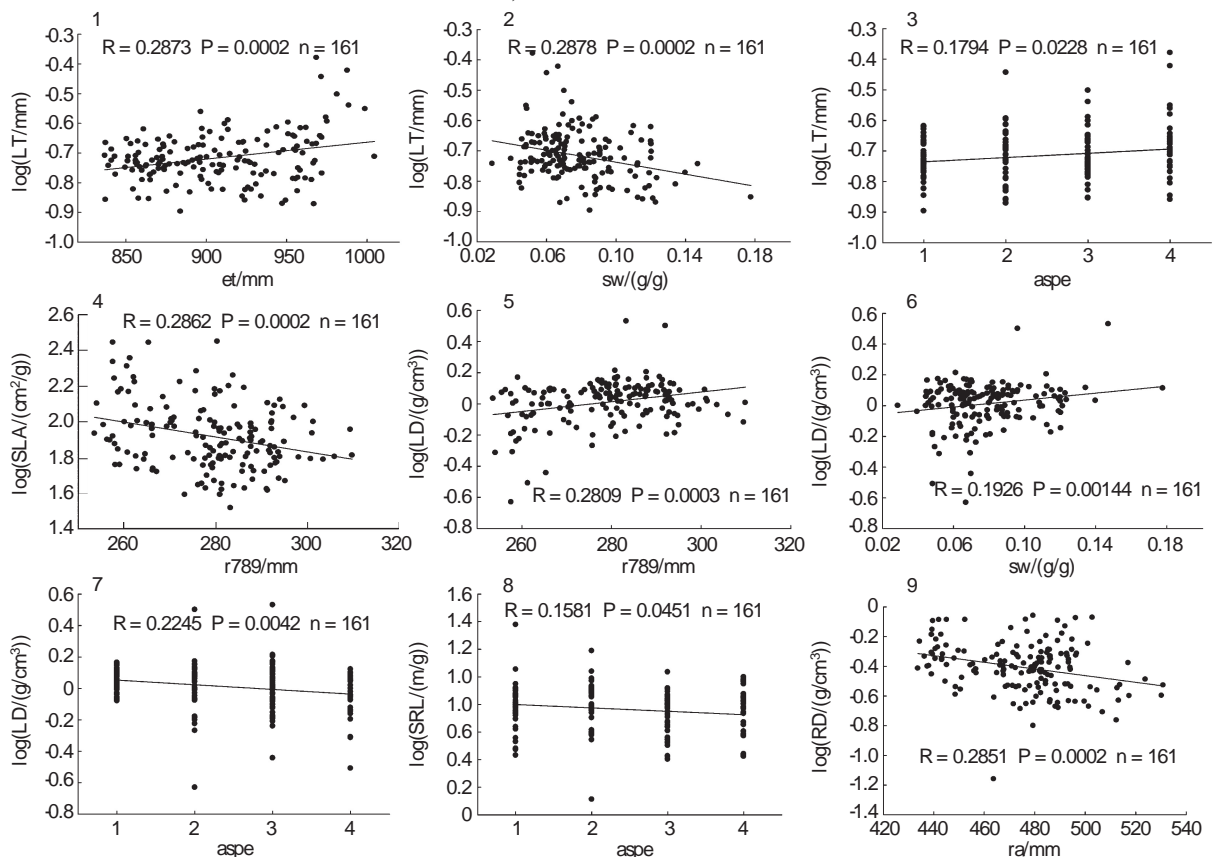 1
R = 0.2873 P = 0.0002 n = 161
-0.3
-0.4
-0.5
-0.6
-0.7
-0.8
-0.9
-1.0
log(LT/mm)
850 900 950 1000
et/mm
2
R = 0.2878 P = 0.0002 n = 161
-0.3
-0.4
-0.5
-0.6
-0.7
-0.8
-0.9
-1.0
log(LT/mm)
0.02 0.06 0.10 0.14 0.18
sw/(g/g)
3
R = 0.1794 P = 0.0228 n = 161
-0.3
-0.4
-0.5
-0.6
-0.7
-0.8
-0.9
-1.0
log(LT/mm)
1 2 3 4
aspe
4
R = 0.2862 P = 0.0002 n = 161
2.6
2.4
2.2
2.0
1.8
1.6
1.4
log(SLA/(cm²/g))
260 280 300 320
r789/mm
5
0.6
0.4
0.2
0
-0.2
-0.4
-0.6
-0.8
log(LD/(g/cm³))
R = 0.2809 P = 0.0003 n = 161
260 280 300 320
r789/mm
6
0.6
0.4
0.2
0
-0.2
-0.4
-0.6
-0.8
log(LD/(g/cm³)
R = 0.1926 P = 0.00144 n = 161
0.02 0.06 0.10 0.14 0.18
sw/(g/g)
7
R = 0.2245 P = 0.0042 n = 161
0.6
0.4
0.2
0
-0.2
-0.4
-0.6
-0.8
log(LD/(g/cm³))
1 2 3 4
aspe
8
R = 0.1581 P = 0.0451 n = 161
1.6
1.4
1.2
1.0
1.0
0.6
0.4
0.2
0
log(SRL/(m/g))
1 2 3 4
aspe
9
0
-0.2
-0.4
-0.6
-0.8
-1.0
-1.2
-1.4
log(RD/(g/cm³)
R = 0.2851 P = 0.0002 n = 161
420 440 460 480 500 520 540
ra/mm